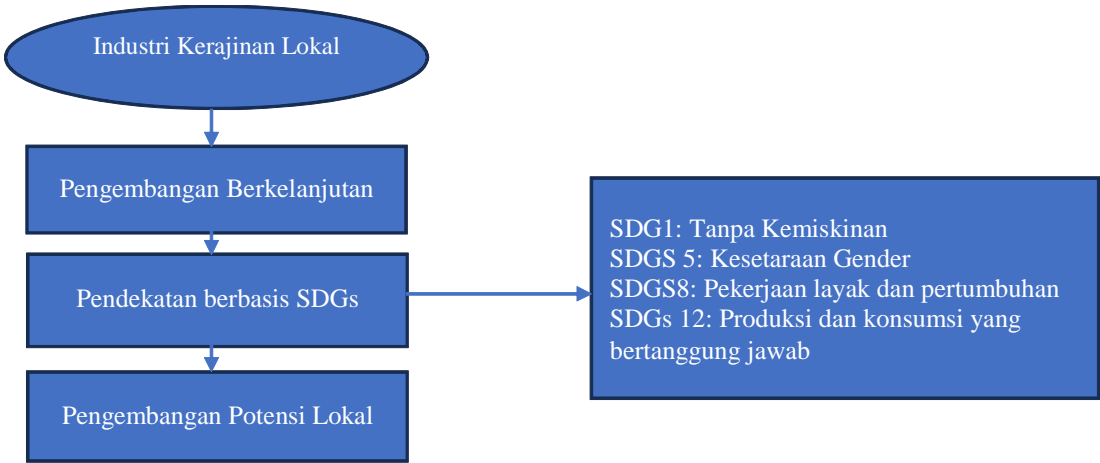 Industri Kerajinan Lokal
Pengembangan Berkelanjutan
Pendekatan berbasis SDGs
Pengembangan Potensi Lokal
SDG1: Tanpa Kemiskinan
SDGS 5: Kesetaraan Gender
SDGS8: Pekerjaan layak dan pertumbuhan
SDGs 12: Produksi dan konsumsi yang
bertanggung jawab